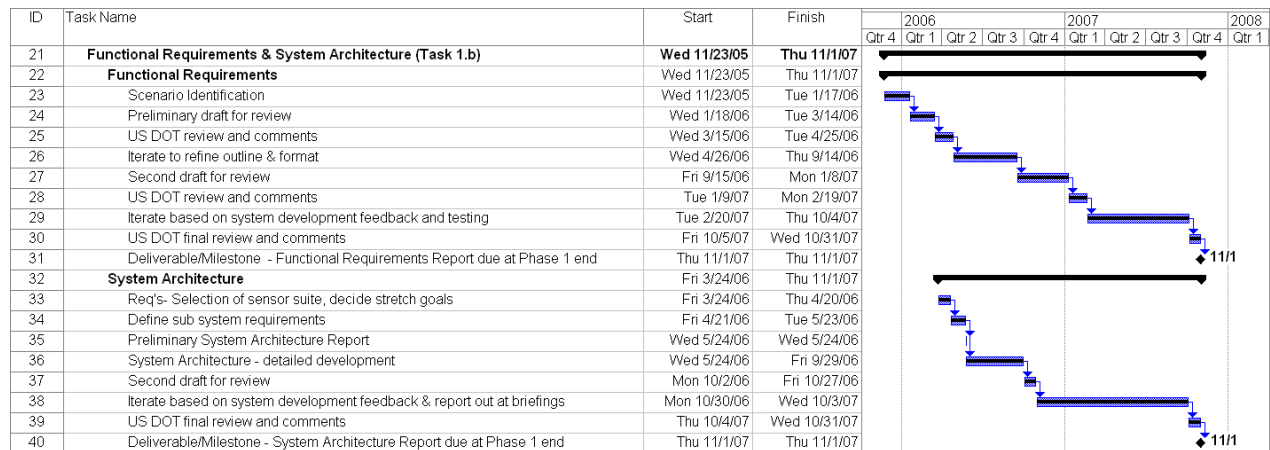 ID Task Name Start Finish 2006 2007 2008
Qtr 4 Qtr 1 Qtr 2 Qtr 3 Qtr 4 Qtr 1 Qtr 2 Qtr 3 Qtr 4 Qtr 1
21 Functional Requirements & System Architecture (Task 1.b) Wed 11/23/05 Thu 11/1/07
22 Functional Requirements Wed 11/23/05 Thu 11/1/07
23 Scenario Identification Wed 11/23/05 Tue 1/17/06
24 Preliminary draft for review Wed 1/18/06 Tue 3/14/06
25 US DOT review and comments Wed 3/15/06 Tue 4/25/06
26 Iterate to refine outline & format Wed 4/26/06 Thu 9/14/06
27 Second draft for review Fri 9/15/06 Mon 1/8/07
28 US DOT review and comments Tue 1/9/07 Mon 2/19/07
29 Iterate based on system development feedback and testing Tue 2/20/07 Thu 10/4/07
30 US DOT final review and comments Fri 10/5/07 Wed 10/31/07
31 Deliverable/Milestone - Functional Requirements Report due at Phase 1 end Thu 11/1/07 Thu 11/1/07 11/1
32 System Architecture Fri 3/24/06 Thu 11/1/07
33 Req's- Selection of sensor suite, decide stretch goals Fri 3/24/06 Thu 4/20/06
34 Define sub system requirements Fri 4/21/06 Tue 5/23/06
35 Preliminary System Architecture Report Wed 5/24/06 Wed 5/24/06
36 System Architecture - detailed development Wed 5/24/06 Fri 9/29/06
37 Second draft for review Mon 10/2/06 Fri 10/27/06
38 Iterate based on system development feedback & report out at briefings Mon 10/30/06 Wed 10/3/07
39 US DOT final review and comments Thu 10/4/07 Wed 10/31/07
40 Deliverable/Milestone - System Architecture Report due at Phase 1 end Thu 11/1/07 Thu 11/1/07 11/1